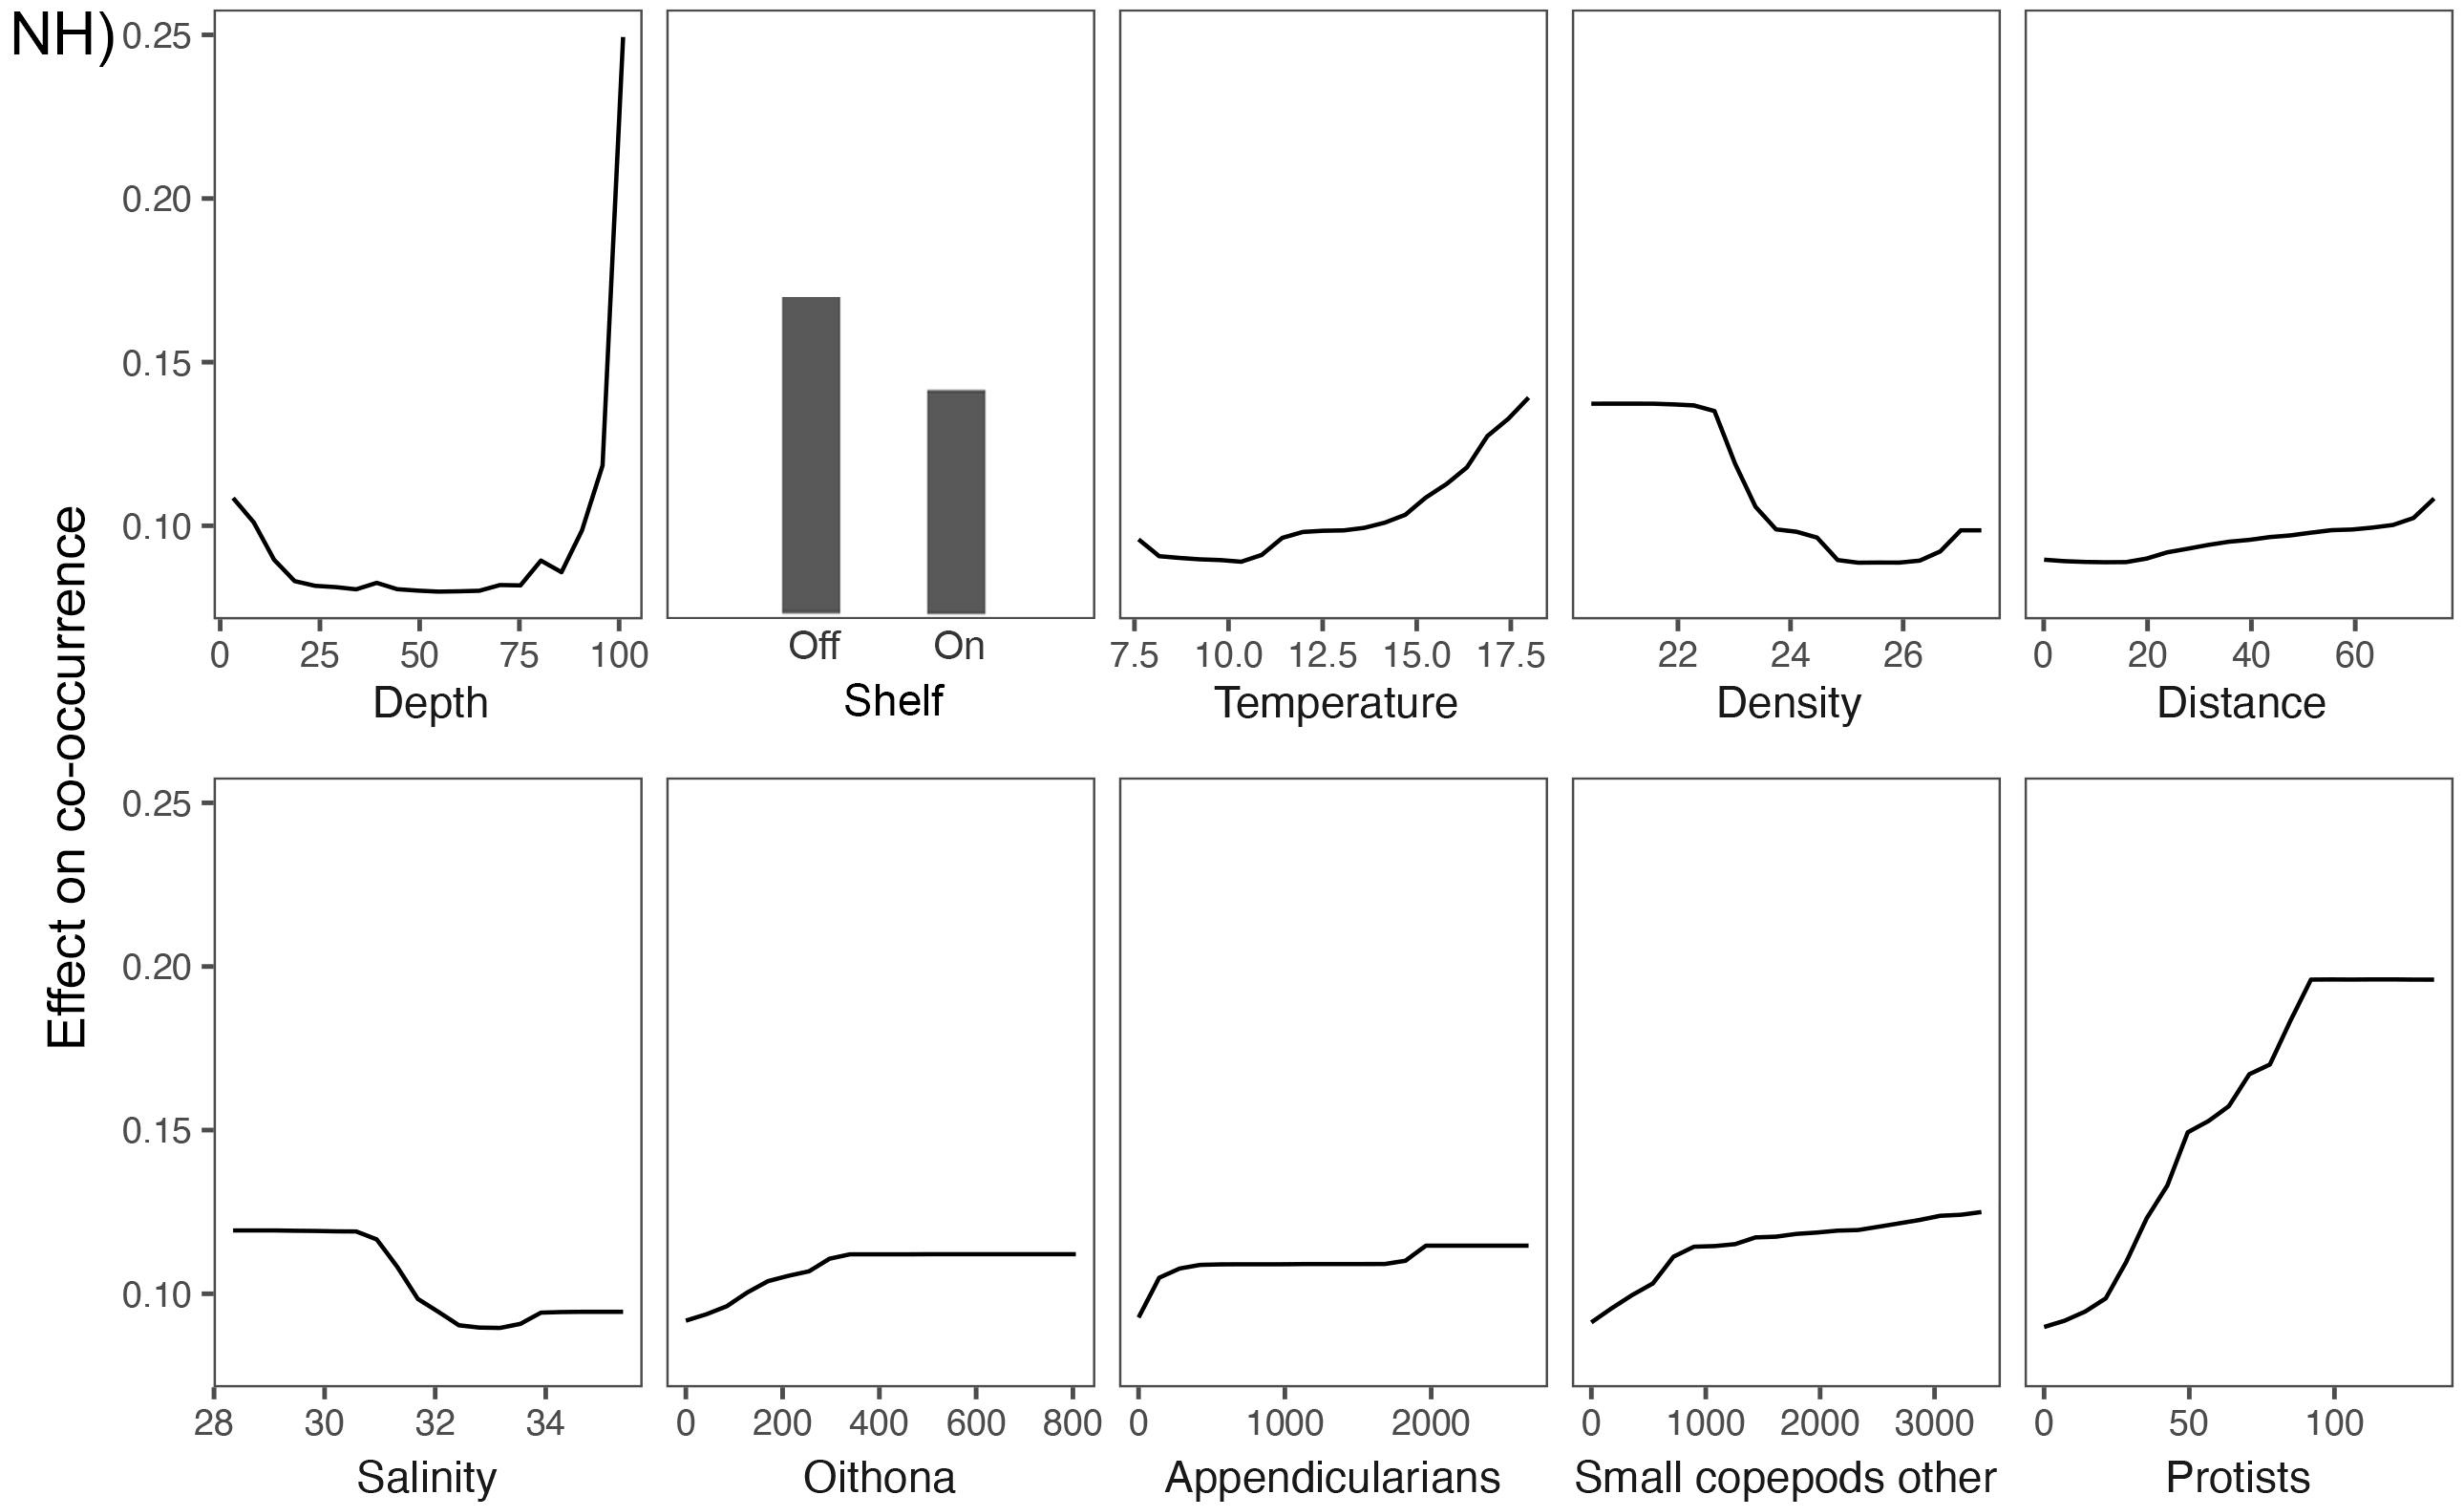 NH)
Effect on co-occurrence
0.25
0.20
0.15
0.10
0 25 50 75 100
Depth
Off On
Shelf
7.5 10.0 12.5 15.0 17.5
Temperature
22 24 26
Density
0 20 40 60
Distance
0.25
0.20
0.15
0.10
28 30 32 34
Salinity
0 200 400 600 800
Oithona
0 1000 2000
Appendicularians
0 1000 2000 3000
Small copepods other
0 50 100
Protists